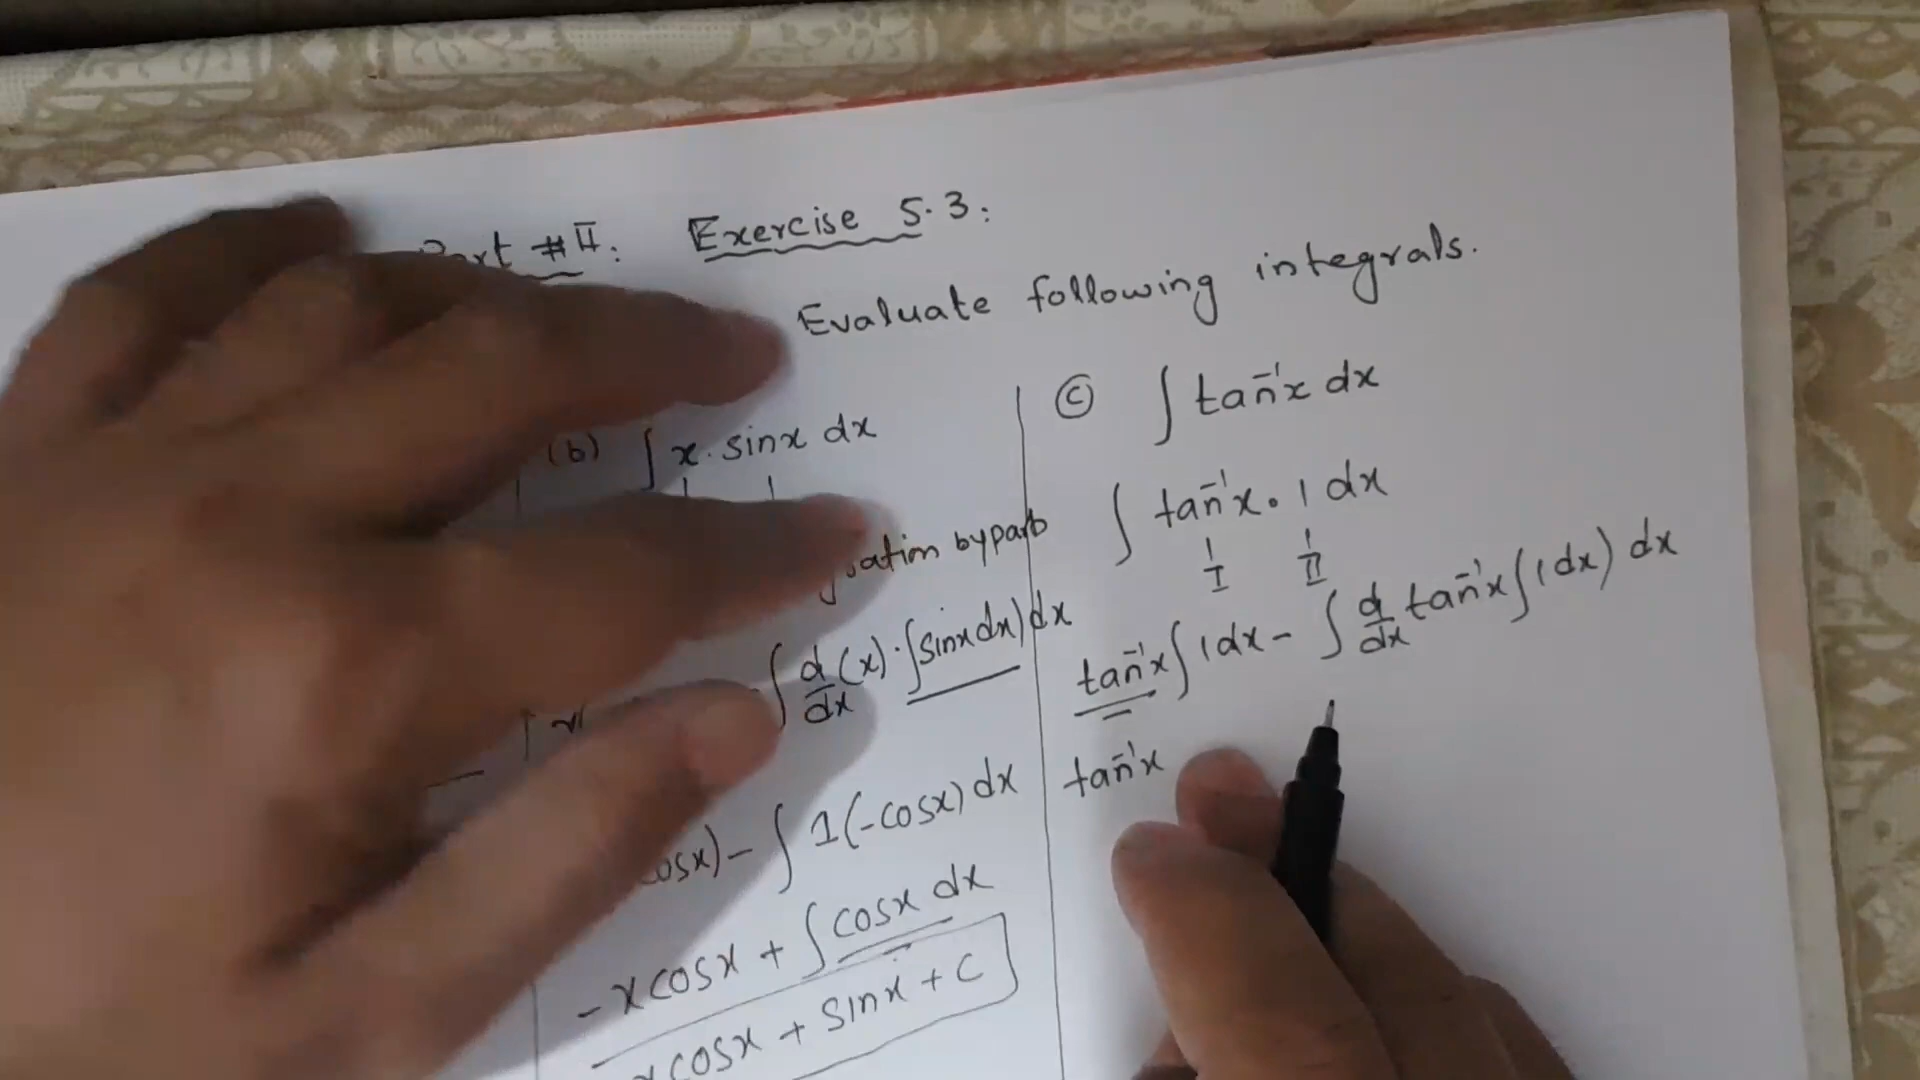 #II: Exercise 5.3:
Evaluate following integrals.
(b) ∫ x. sinx dx
by parts
∫ d/dx (x) . ∫sinx dx) dx
cosx) - ∫ 1(-cosx) dx
-x cosx + ∫ cosx dx
x cosx + sinx + c
ⓒ ∫ tan⁻¹x dx
∫ tan⁻¹x . 1 dx
I II
tan⁻¹x ∫ 1dx - ∫ d/dx tan⁻¹x ∫ 1dx) dx
tan⁻¹x